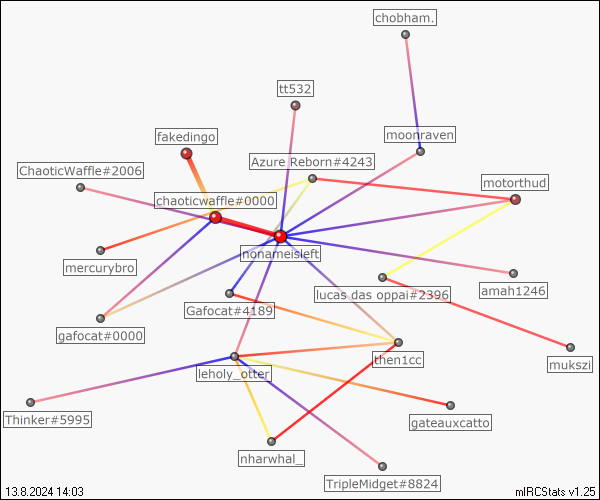 chobham.
tt532
moonraven
fakedingo
Azure Reborn#4243
ChaoticWaffle#2006
motorthud
chaoticwaffle#0000
nonameisleft
mercurybro
amah1246
lucas das oppai#2396
Gafocat#4189
gafocat#0000
then1cc
mukszi
leholy_otter
Thinker#5995
gateauxcatto
nharwhal_
TripleMidget#8824
13.8.2024 14:03
mIRCStats v1.25